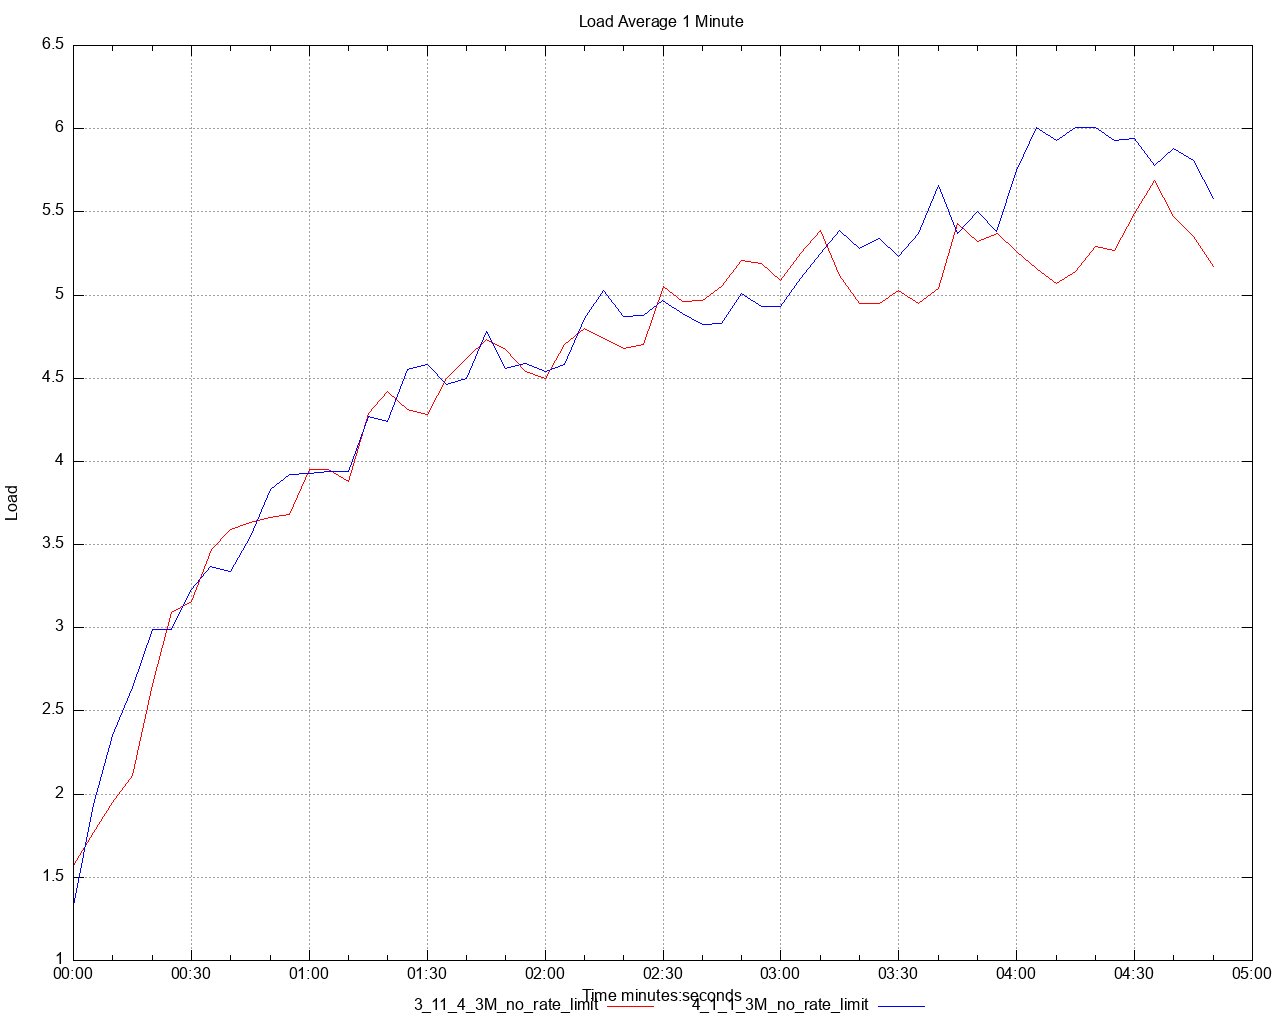 Load Average 1 Minute
6.5
6
5.5
5
4.5
4
3.5
3
2.5
2
1.5
1
Load
00:00 00:30 01:00 01:30 02:00 02:30 03:00 03:30 04:00 04:30 05:00
Time minutes:seconds
3_11_4_3M_no_rate_limit 4_1_1_3M_no_rate_limit